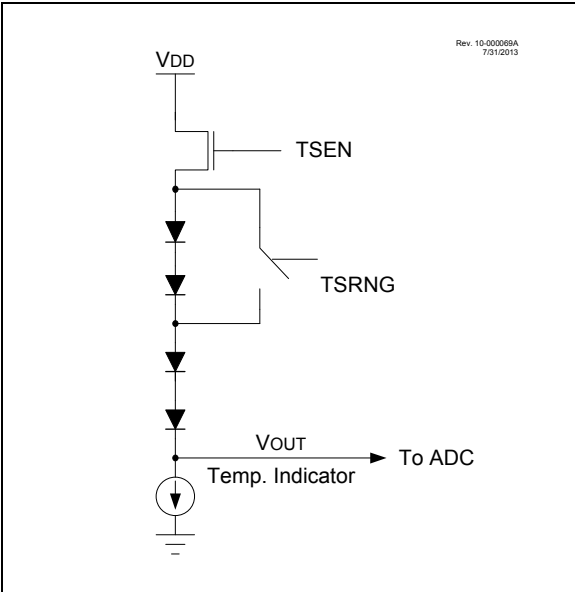 Rev. 10-000069A
7/31/2013
VDD
TSEN
TSRNG
VOUT
To ADC
Temp. Indicator